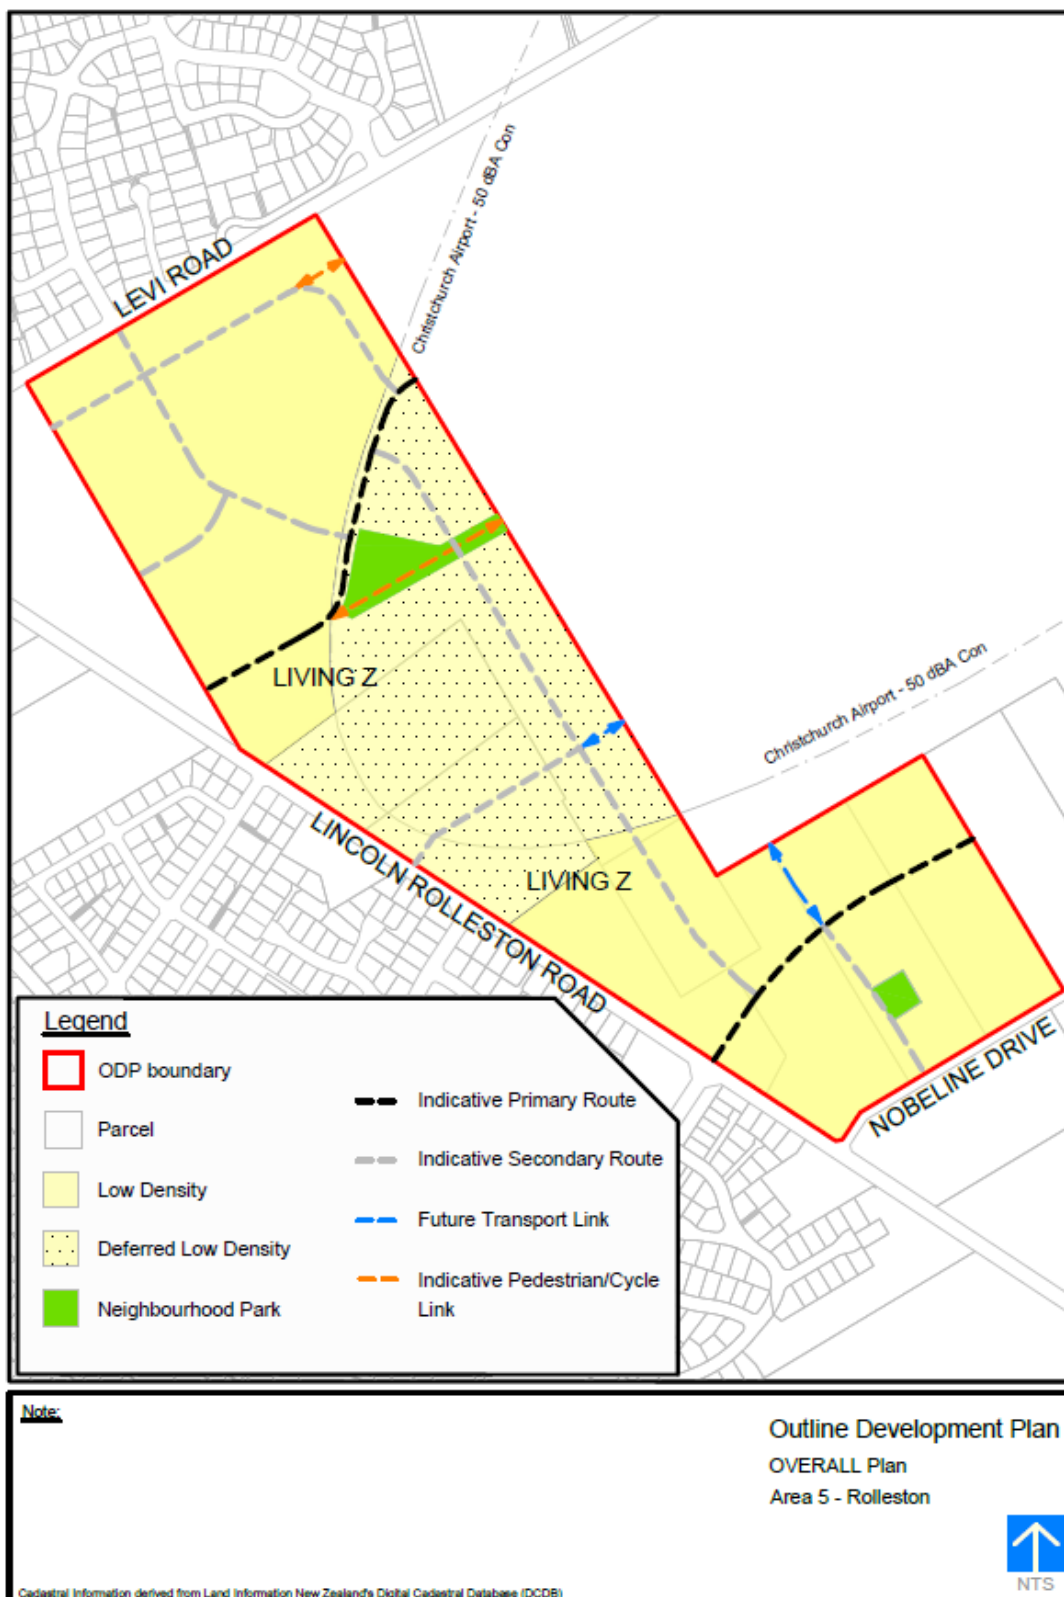 Christchurch Airport - 50 dBA Con
LEVI ROAD
LIVING Z
Christchurch Airport - 50 dBA Con
LINCOLN ROLLESTON ROAD
LIVING Z
NOBELINE DRIVE
Legend
ODP boundary
Parcel
Low Density
Deferred Low Density
Neighbourhood Park
Indicative Primary Route
Indicative Secondary Route
Future Transport Link
Indicative Pedestrian/Cycle
Link
Note:
Outline Development Plan
OVERALL Plan
Area 5 - Rolleston
NTS
Cadastral Information derived from Land Information New Zealand's Digital Cadastral Database (DCDB)